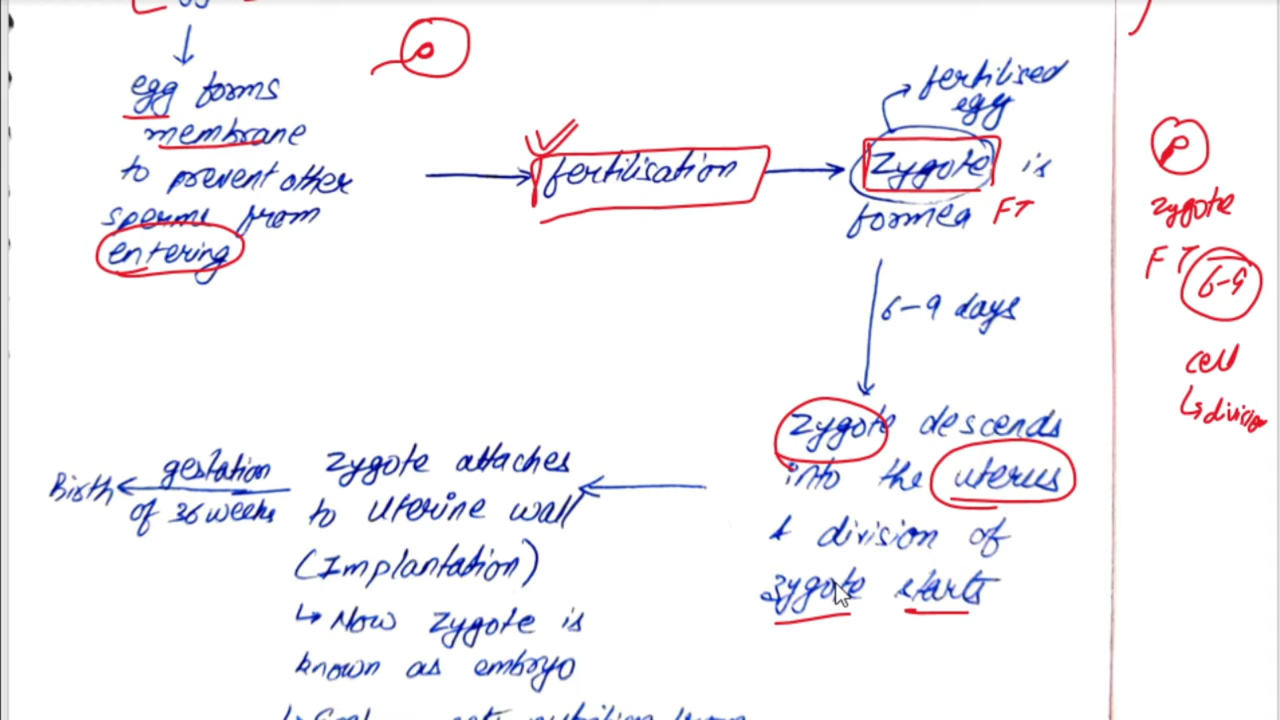 egg forms
membrane
to prevent other
sperms from
entering
fertilisation
fertilised
egg
Zygote is
formed FT
6-9 days
Zygote descends
into the uterus
& division of
zygote starts
Zygote attaches
to uterine wall
(Implantation)
↳ Now zygote is
known as embryo
gestation
of 36 weeks
Birth
zygote
FT 6-9
cell
↳ division